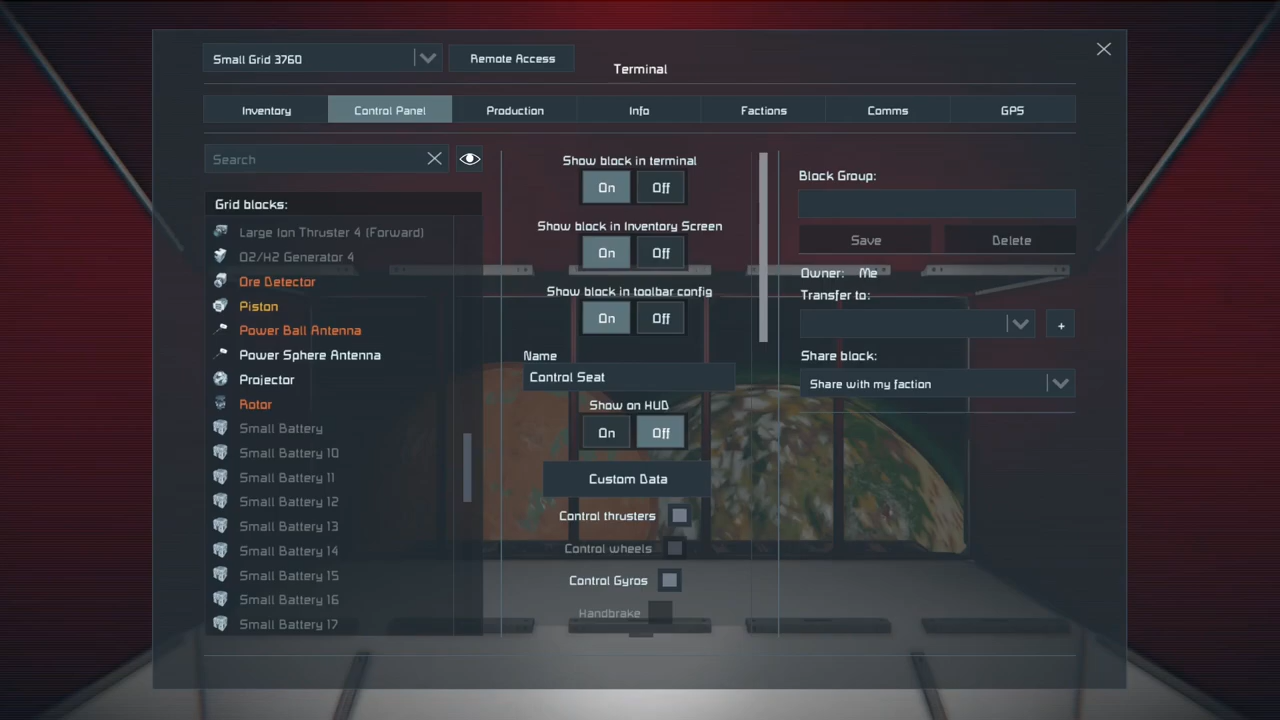 Small Grid 3760
Remote Access
Terminal
Inventory
Control Panel
Production
Info
Factions
Comms
GPS
Search
Grid blocks:
Large Ion Thruster 4 (Forward)
O2/H2 Generator 4
Ore Detector
Piston
Power Ball Antenna
Power Sphere Antenna
Projector
Rotor
Small Battery
Small Battery 10
Small Battery 11
Small Battery 12
Small Battery 13
Small Battery 14
Small Battery 15
Small Battery 16
Small Battery 17
Show block in terminal
On Off
Show block in Inventory Screen
On Off
Show block in toolbar config
On Off
Name
Control Seat
Show on HUD
On Off
Custom Data
Control thrusters
Control wheels
Control Gyros
Handbrake
Block Group:
Save Delete
Owner: Me
Transfer to:
+
Share block:
Share with my faction